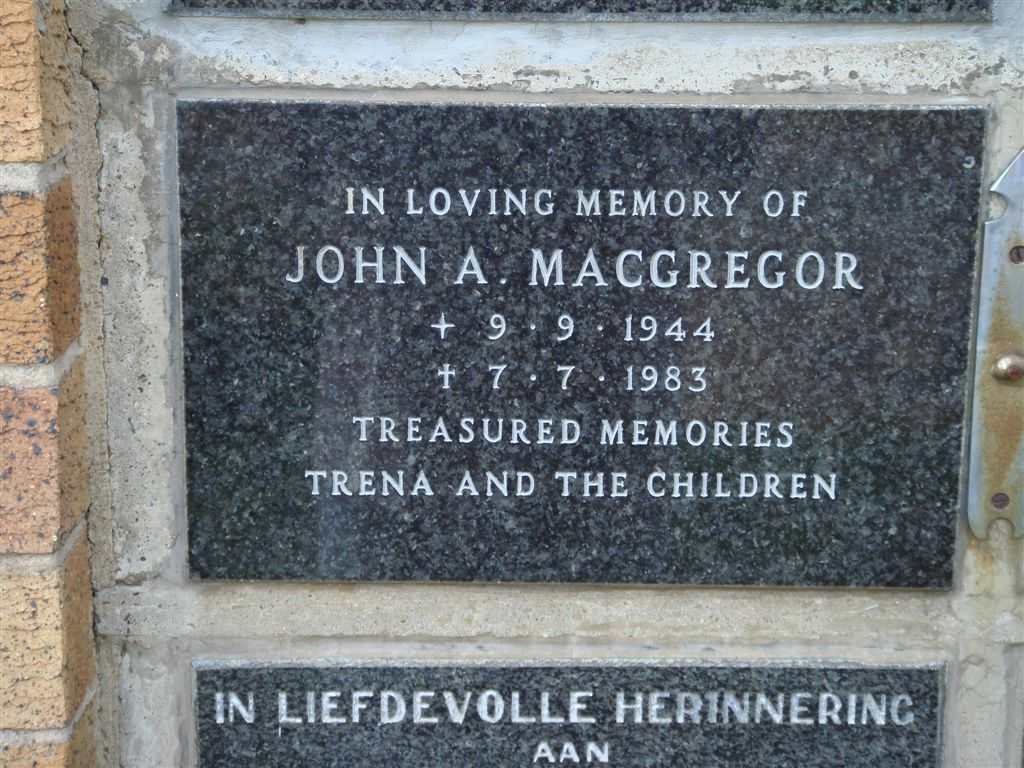 IN LOVING MEMORY OF
JOHN A. MACGREGOR
✦ 9 · 9 · 1944
† 7 · 7 · 1983
TREASURED MEMORIES
TRENA AND THE CHILDREN
IN LIEFDEVOLLE HERINNERING
AAN